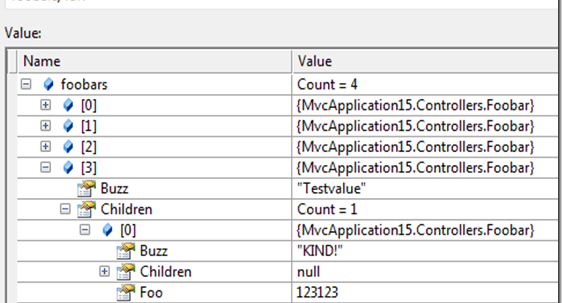 Value:
Name Value
foobars Count = 4
[0] {MvcApplication15.Controllers.Foobar}
[1] {MvcApplication15.Controllers.Foobar}
[2] {MvcApplication15.Controllers.Foobar}
[3] {MvcApplication15.Controllers.Foobar}
Buzz "Testvalue"
Children Count = 1
[0] {MvcApplication15.Controllers.Foobar}
Buzz "KIND!"
Children null
Foo 123123